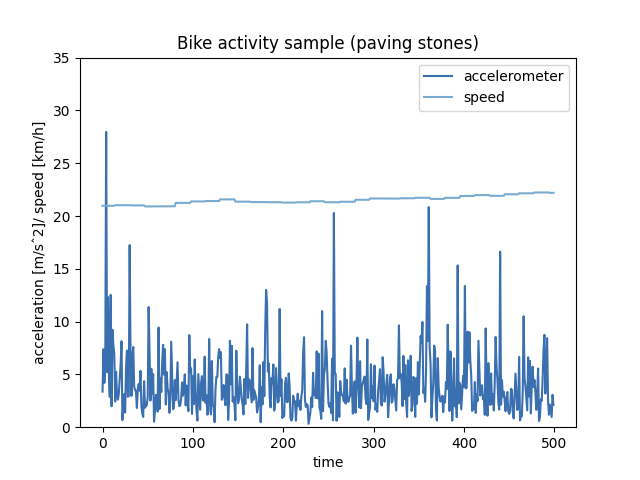 Bike activity sample (paving stones)
accelerometer
speed
acceleration [m/s^2]/ speed [km/h]
35
30
25
20
15
10
5
0
0 100 200 300 400 500
time